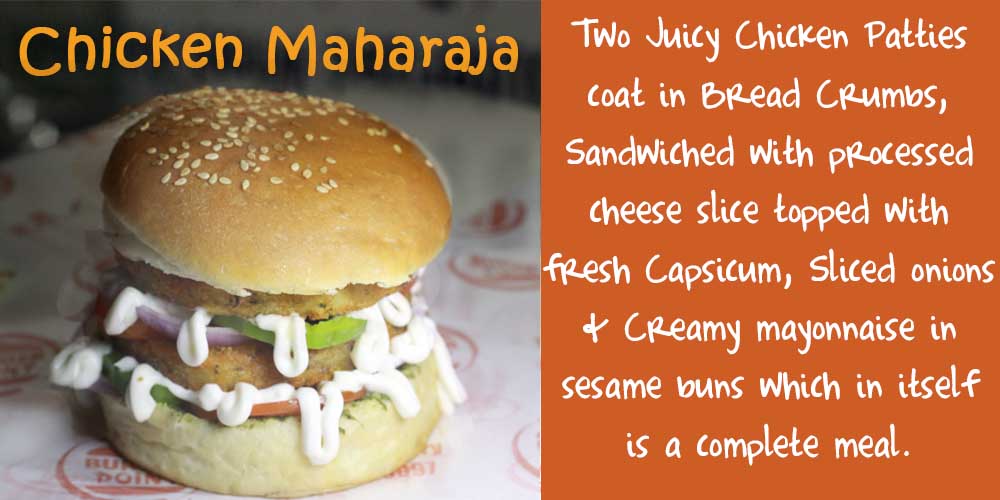 Chicken Maharaja
Two Juicy Chicken Patties
coat in Bread Crumbs,
Sandwiched with processed
cheese slice topped with
fresh Capsicum, Sliced onions
& Creamy mayonnaise in
sesame buns which in itself
is a complete meal.